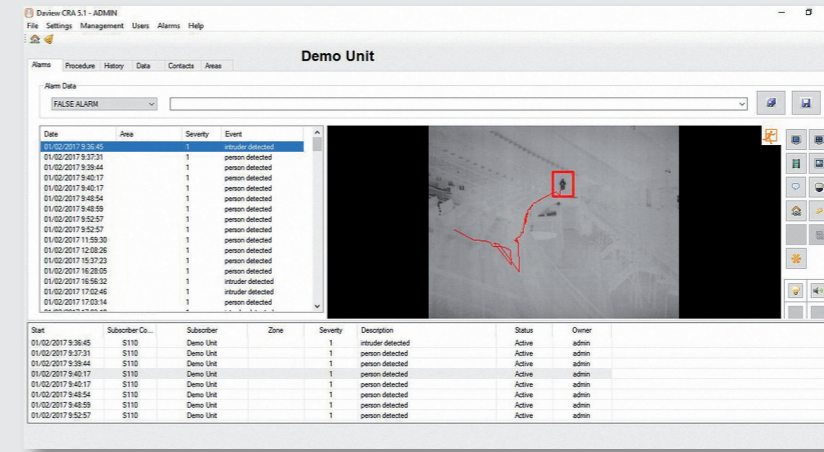 Daview CRA 5.1 - ADMIN
File Settings Management Users Alarms Help
Demo Unit
Alarms Procedure History Data Contacts Areas
Alarm Data
FALSE ALARM
Date Area Severity Event
01/02/2017 9:36:45 1 intruder detected
01/02/2017 9:37:31 1 person detected
01/02/2017 9:39:44 1 person detected
01/02/2017 9:40:17 1 person detected
01/02/2017 9:40:17 1 person detected
01/02/2017 9:48:54 1 person detected
01/02/2017 9:48:59 1 person detected
01/02/2017 9:52:57 1 person detected
01/02/2017 9:52:57 1 person detected
01/02/2017 11:59:30 1 person detected
01/02/2017 12:08:26 1 person detected
01/02/2017 15:37:23 1 person detected
01/02/2017 16:28:05 1 person detected
01/02/2017 16:56:32 1 intruder detected
01/02/2017 17:02:46 1 intruder detected
01/02/2017 17:03:14 1 person detected
Start Subscriber Co... Subscriber Zone Severity Description Status Owner
01/02/2017 9:36:45 S110 Demo Unit 1 intruder detected Active admin
01/02/2017 9:37:31 S110 Demo Unit 1 person detected Active admin
01/02/2017 9:39:44 S110 Demo Unit 1 person detected Active admin
01/02/2017 9:40:17 S110 Demo Unit 1 person detected Active admin
01/02/2017 9:40:17 S110 Demo Unit 1 person detected Active admin
01/02/2017 9:48:54 S110 Demo Unit 1 person detected Active admin
01/02/2017 9:48:59 S110 Demo Unit 1 person detected Active admin
01/02/2017 9:52:57 S110 Demo Unit 1 person detected Active admin